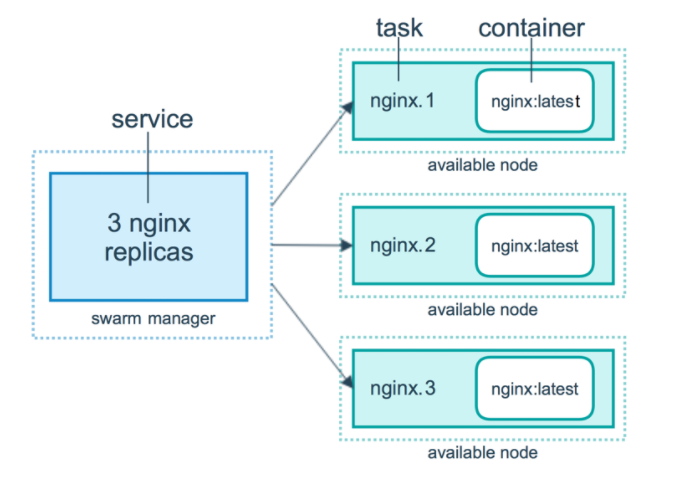 task
container
nginx.1
nginx:latest
available node
service
3 nginx
replicas
swarm manager
nginx.2
nginx:latest
available node
nginx.3
nginx:latest
available node